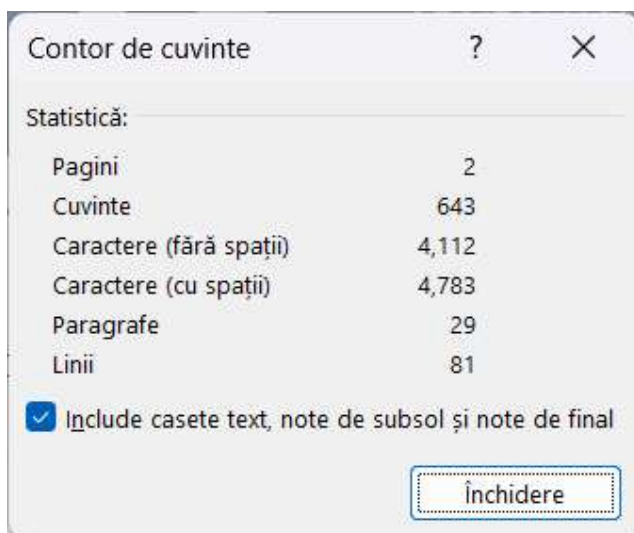 Contor de cuvinte ?
Statistică:
Pagini 2
Cuvinte 643
Caractere (fără spații) 4,112
Caractere (cu spații) 4,783
Paragrafe 29
Linii 81
Include casete text, note de subsol și note de final
Închidere